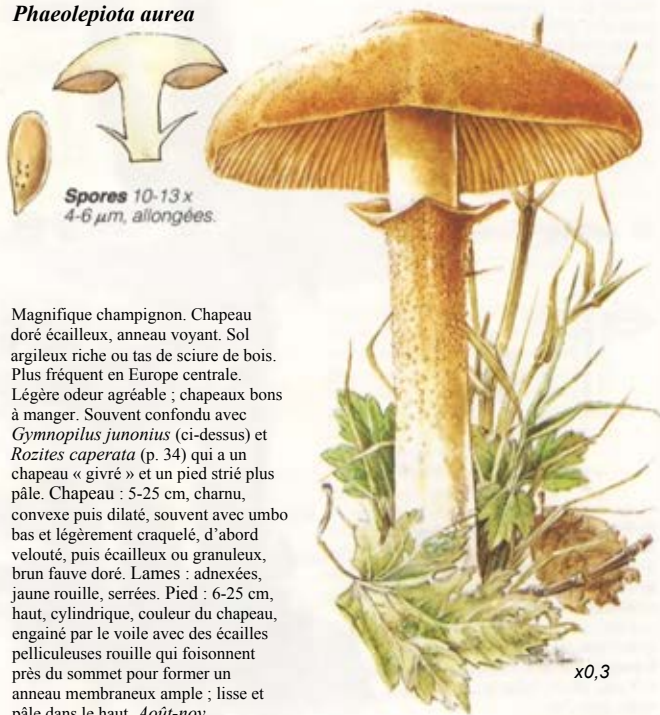 Phaeolepiota aurea
Spores 10-13 x
4-6 µm, allongées.
Magnifique champignon. Chapeau
doré écailleux, anneau voyant. Sol
argileux riche ou tas de sciure de bois.
Plus fréquent en Europe centrale.
Légère odeur agréable ; chapeaux bons
à manger. Souvent confondu avec
Gymnopilus junonius (ci-dessus) et
Rozites caperata (p. 34) qui a un
chapeau « givré » et un pied strié plus
pâle. Chapeau : 5-25 cm, charnu,
convexe puis dilaté, souvent avec umbo
bas et légèrement craquelé, d’abord
velouté, puis écailleux ou granuleux,
brun fauve doré. Lames : adnexées,
jaune rouille, serrées. Pied : 6-25 cm,
haut, cylindrique, couleur du chapeau,
engainé par le voile avec des écailles
pelliculeuses rouille qui foisonnent
près du sommet pour former un
anneau membraneux ample ; lisse et
pâle dans le haut. Août-nov.
x0,3